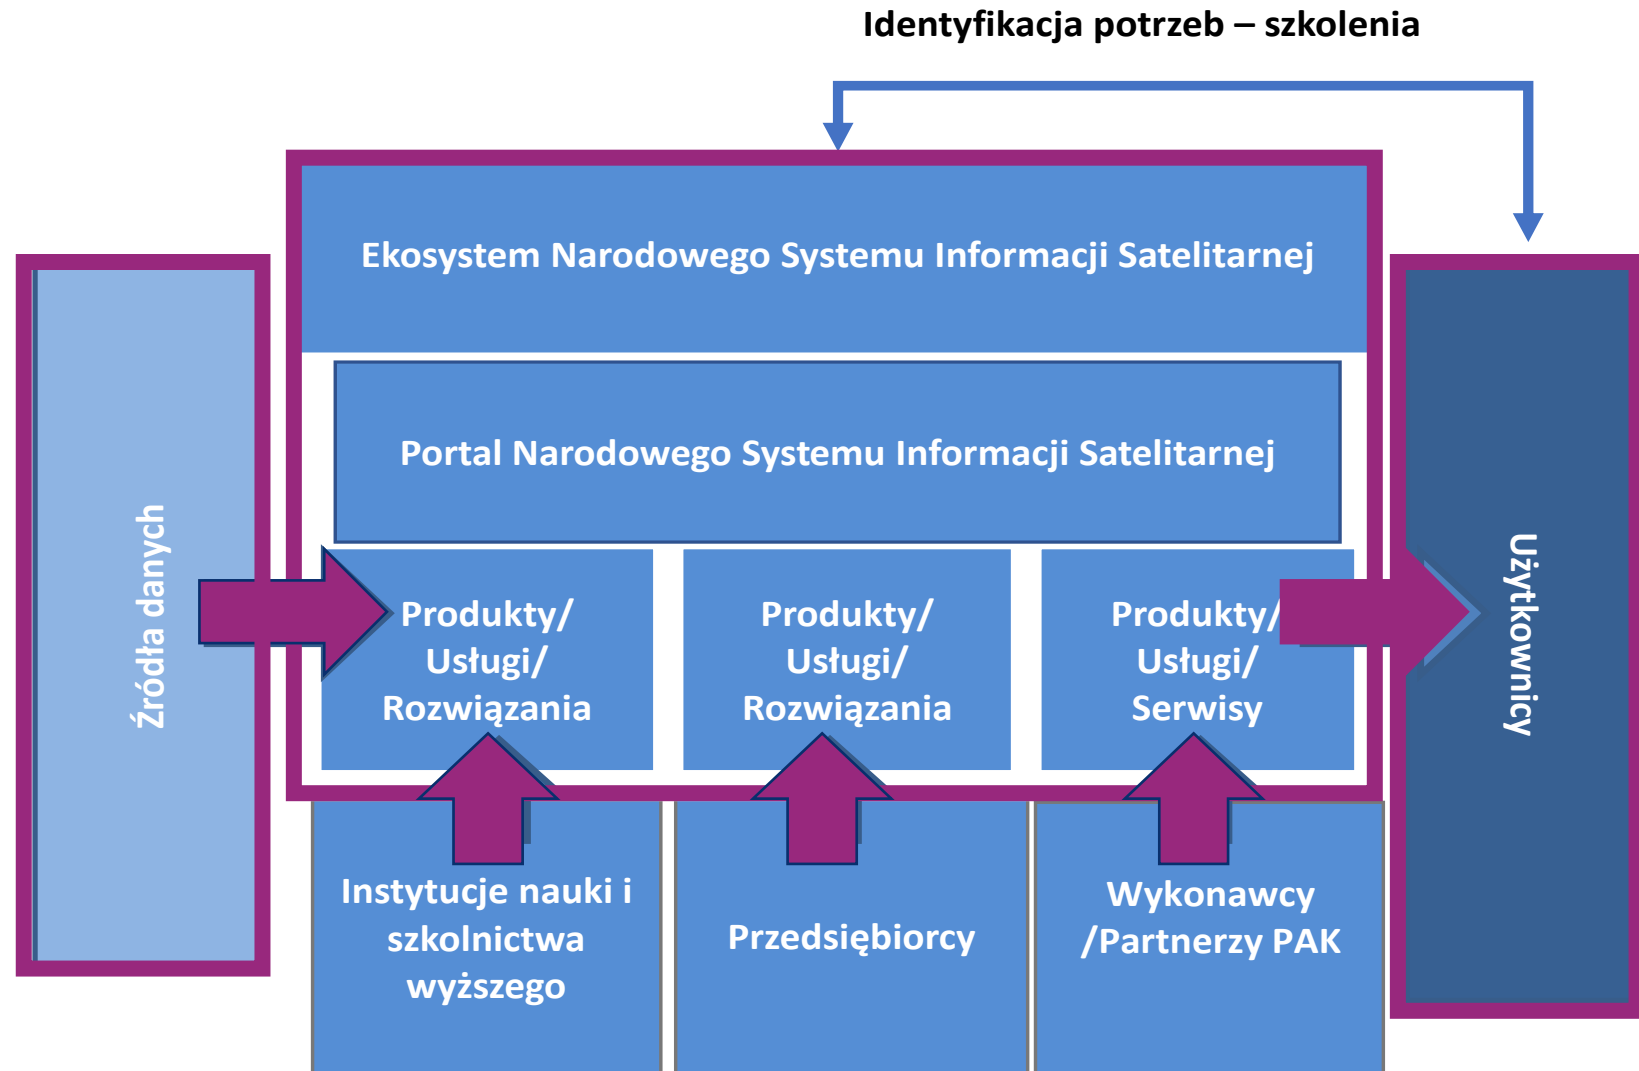 Identyfikacja potrzeb – szkolenia
Ekosystem Narodowego Systemu Informacji Satelitarnej
Portal Narodowego Systemu Informacji Satelitarnej
Źródła danych
Produkty/
Usługi/
Rozwiązania
Produkty/
Usługi/
Rozwiązania
Produkty/
Usługi/
Serwisy
Użytkownicy
Instytucje nauki i
szkolnictwa
wyższego
Przedsiębiorcy
Wykonawcy
/Partnerzy PAK